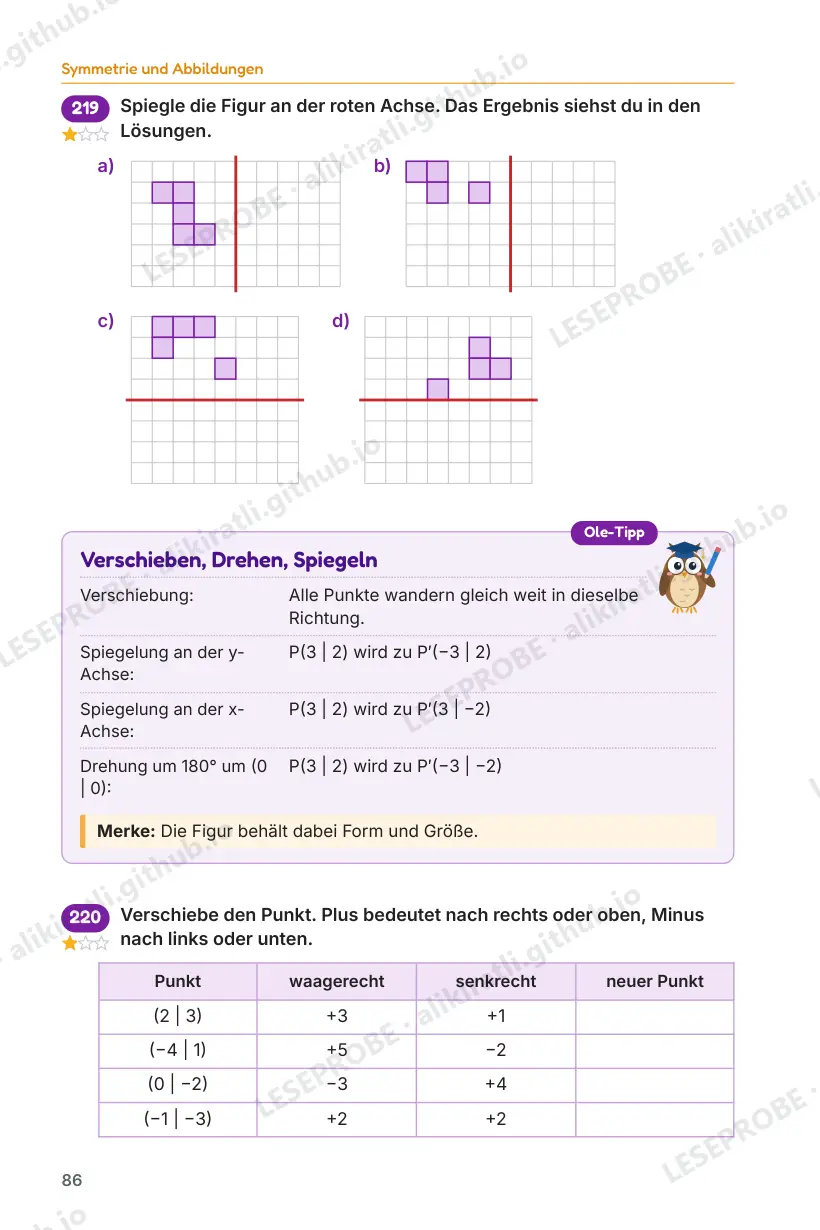 Symmetrie und Abbildungen
219 Spiegle die Figur an der roten Achse. Das Ergebnis siehst du in den
Lösungen.
a)
b)
c)
d)
Ole-Tipp
Verschieben, Drehen, Spiegeln
Verschiebung: Alle Punkte wandern gleich weit in dieselbe
Richtung.
Spiegelung an der y- P(3 | 2) wird zu P′(−3 | 2)
Achse:
Spiegelung an der x- P(3 | 2) wird zu P′(3 | −2)
Achse:
Drehung um 180° um (0 P(3 | 2) wird zu P′(−3 | −2)
| 0):
Merke: Die Figur behält dabei Form und Größe.
220 Verschiebe den Punkt. Plus bedeutet nach rechts oder oben, Minus
nach links oder unten.
Punkt waagerecht senkrecht neuer Punkt
(2 | 3) +3 +1
(−4 | 1) +5 −2
(0 | −2) −3 +4
(−1 | −3) +2 +2
86
LESEPROBE · alikiratli.github.io